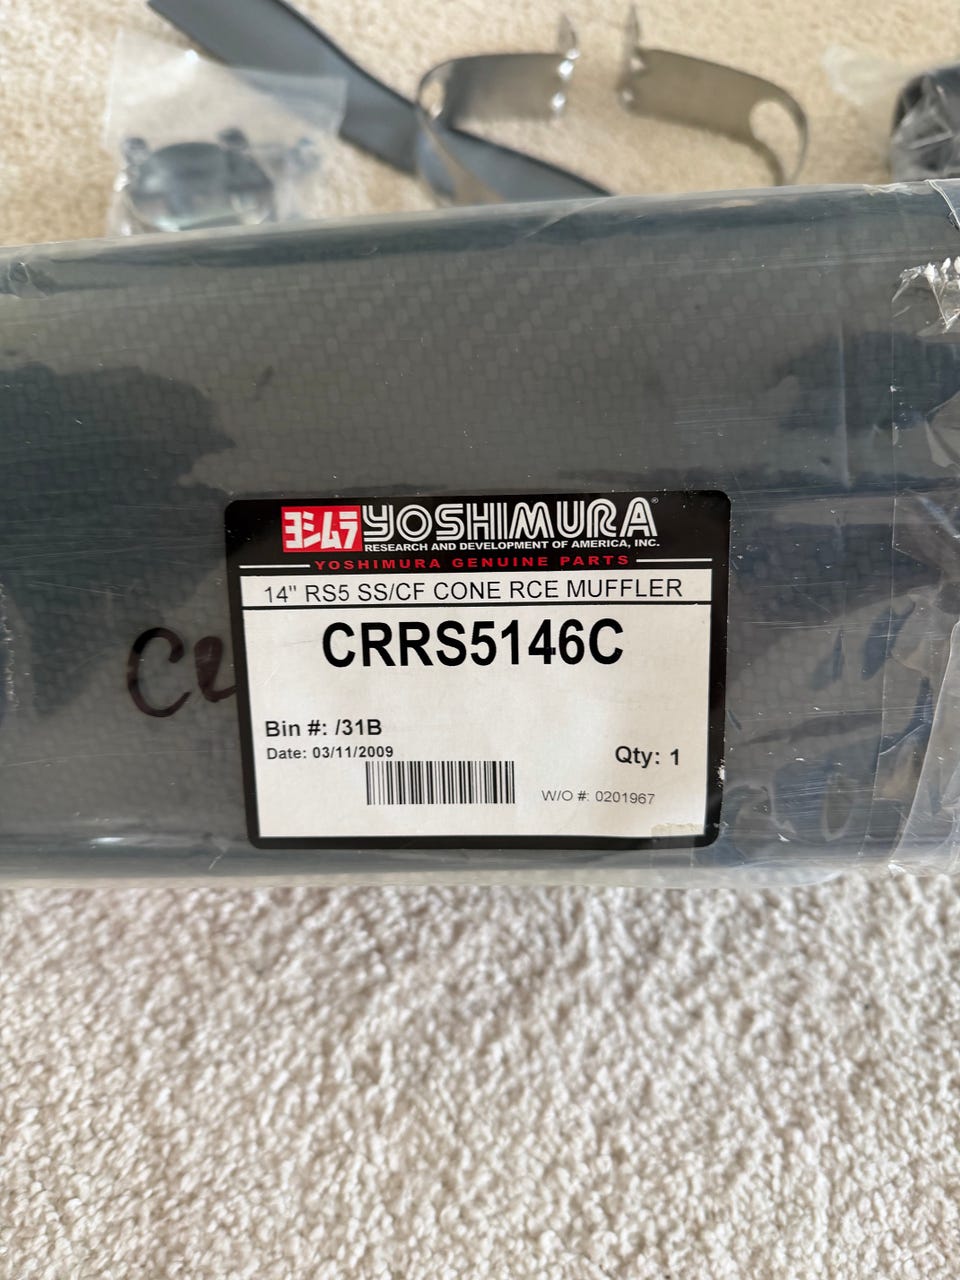 ヨシムラ YOSHIMURA®
RESEARCH AND DEVELOPMENT OF AMERICA, INC.
YOSHIMURA GENUINE PARTS
14" RS5 SS/CF CONE RCE MUFFLER
CRRS5146C
Bin #: /31B
Date: 03/11/2009
Qty: 1
W/O #: 0201967